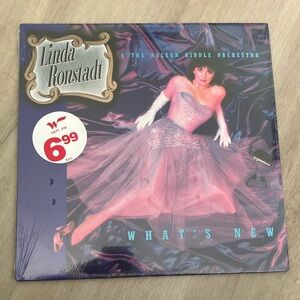 Linda
Ronstadt
& THE NELSON RIDDLE ORCHESTRA
6.99
WHAT'S NEW